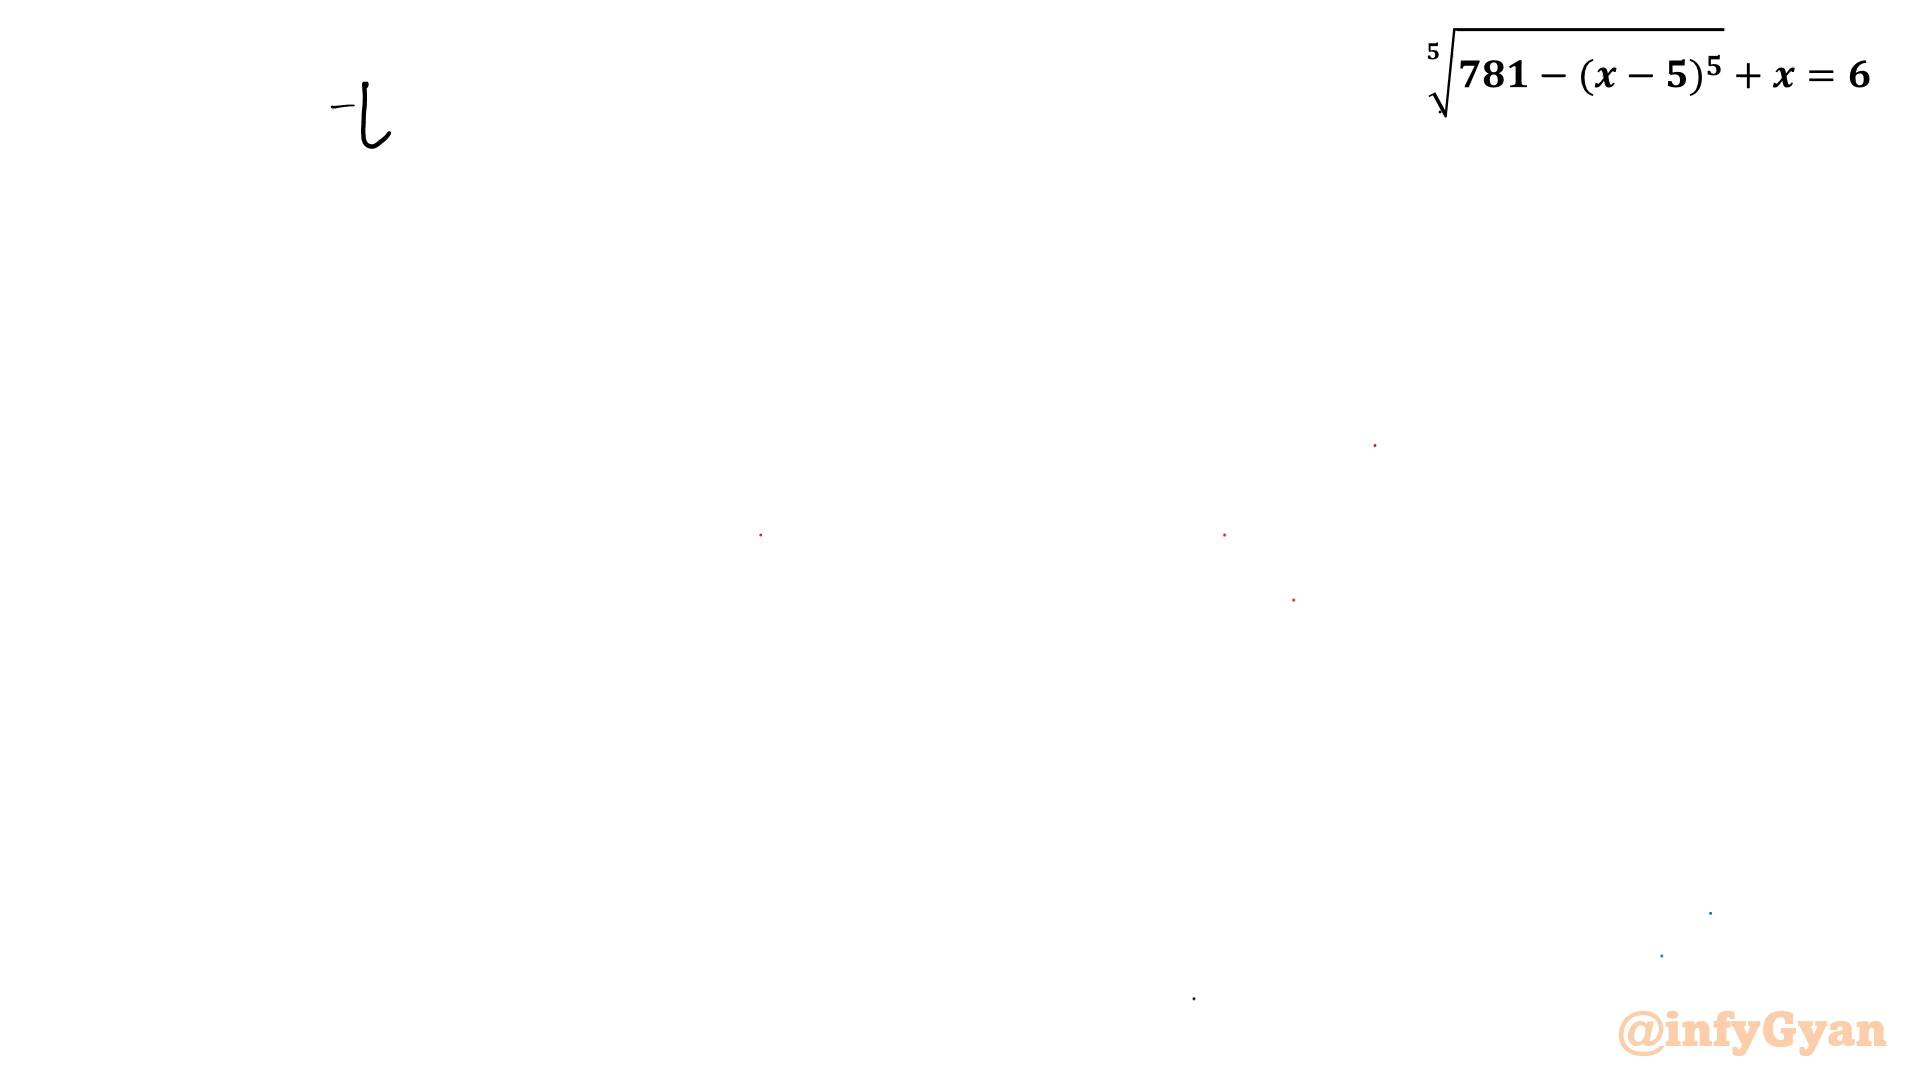 -t
⁵√(781 − (x − 5)⁵) + x = 6
@infyGyan